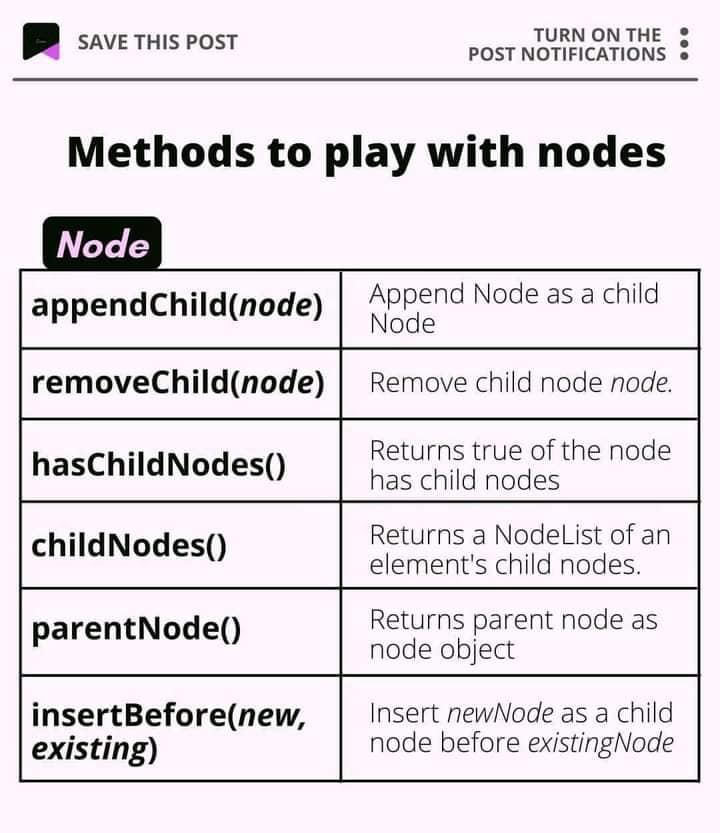 SAVE THIS POST
TURN ON THE
POST NOTIFICATIONS
Methods to play with nodes
Node
appendChild(node)
Append Node as a child
Node
removeChild(node)
Remove child node node.
hasChildNodes()
Returns true of the node
has child nodes
childNodes()
Returns a NodeList of an
element's child nodes.
parentNode()
Returns parent node as
node object
insertBefore(new,
existing)
Insert newNode as a child
node before existingNode